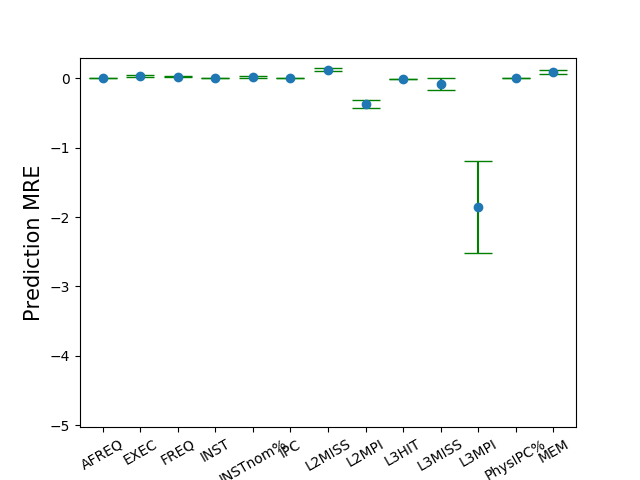 Prediction MRE
0
−1
−2
−3
−4
−5
AFREQ
EXEC
FREQ
INST
INSTnom%
IPC
L2MISS
L2MPI
L3HIT
L3MISS
L3MPI
PhysIPC%
MEM